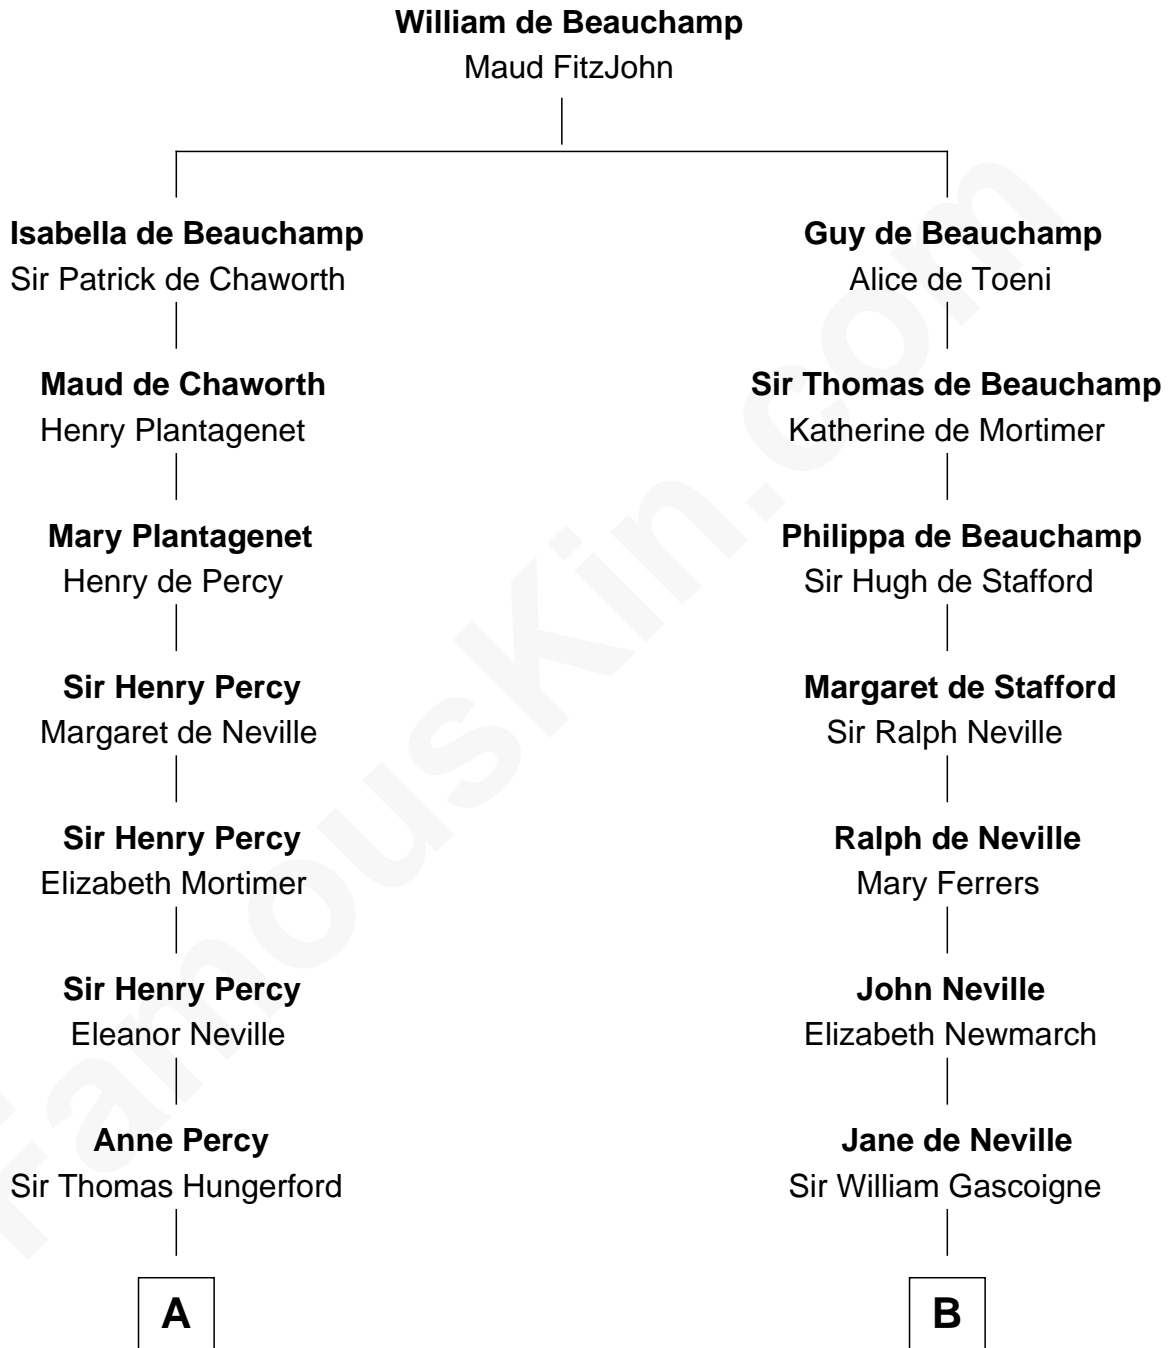 William de Beauchamp
Maud FitzJohn
Isabella de Beauchamp
Sir Patrick de Chaworth
Guy de Beauchamp
Alice de Toeni
Maud de Chaworth
Henry Plantagenet
Sir Thomas de Beauchamp
Katherine de Mortimer
Mary Plantagenet
Henry de Percy
Philippa de Beauchamp
Sir Hugh de Stafford
Sir Henry Percy
Margaret de Neville
Margaret de Stafford
Sir Ralph Neville
Sir Henry Percy
Elizabeth Mortimer
Ralph de Neville
Mary Ferrers
Sir Henry Percy
Eleanor Neville
John Neville
Elizabeth Newmarch
Anne Percy
Sir Thomas Hungerford
Jane de Neville
Sir William Gascoigne
A
B
FamousKin.com